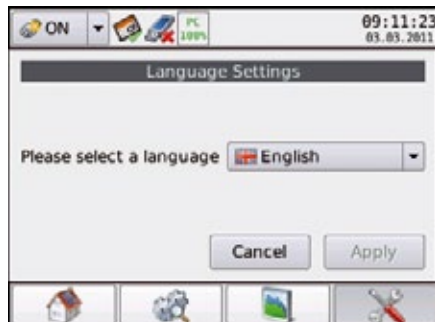 ON
PC
100%
09:11:23
03.03.2011
Language Settings
Please select a language
English
Cancel
Apply